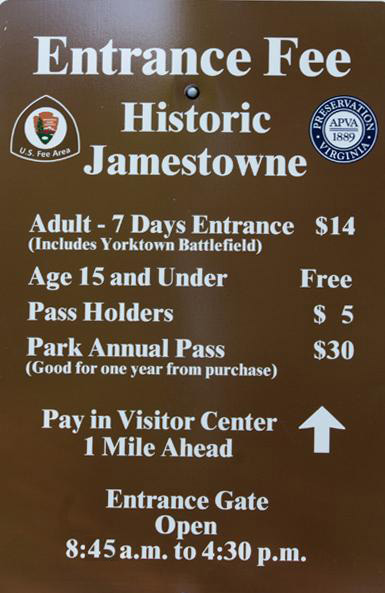 Entrance Fee
Historic
Jamestowne
U.S. Fee Area
PRESERVATION
APVA
1889
VIRGINIA
Adult - 7 Days Entrance $14
(Includes Yorktown Battlefield)
Age 15 and Under Free
Pass Holders $ 5
Park Annual Pass $30
(Good for one year from purchase)
Pay in Visitor Center
1 Mile Ahead
Entrance Gate
Open
8:45 a.m. to 4:30 p.m.